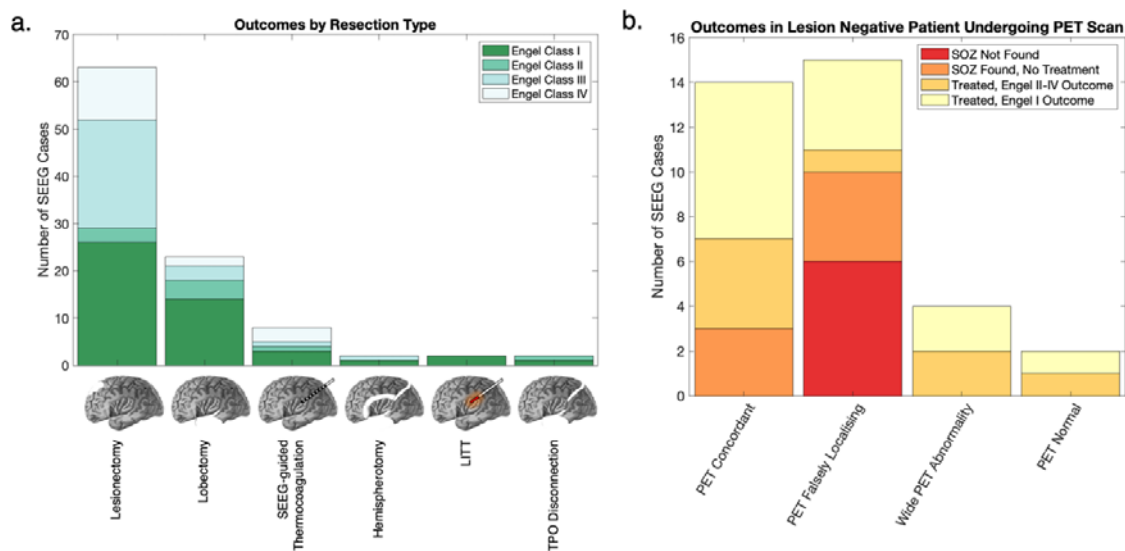 a.
Outcomes by Resection Type
70
60
50
40
30
20
10
0
Number of SEEG Cases
Engel Class I
Engel Class II
Engel Class III
Engel Class IV
Lesionectomy
Lobectomy
SEEG-guided
Thermocoagulation
Hemispherotomy
LITT
TPO Disconnection
b.
Outcomes in Lesion Negative Patient Undergoing PET Scan
16
14
12
10
8
6
4
2
0
Number of SEEG Cases
SOZ Not Found
SOZ Found, No Treatment
Treated, Engel II-IV Outcome
Treated, Engel I Outcome
PET Concordant
PET Falsely Localising
Wide PET Abnormality
PET Normal